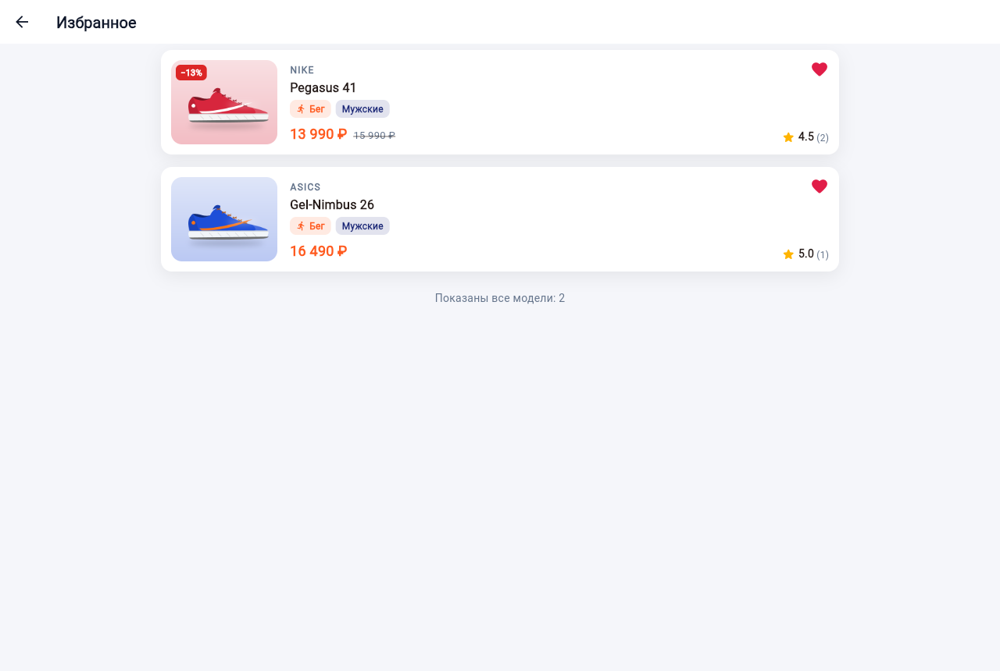 Избранное
−13%
NIKE
Pegasus 41
Бег Мужские
13 990 ₽ 15 990 ₽
4.5 (2)
ASICS
Gel-Nimbus 26
Бег Мужские
16 490 ₽
5.0 (1)
Показаны все модели: 2